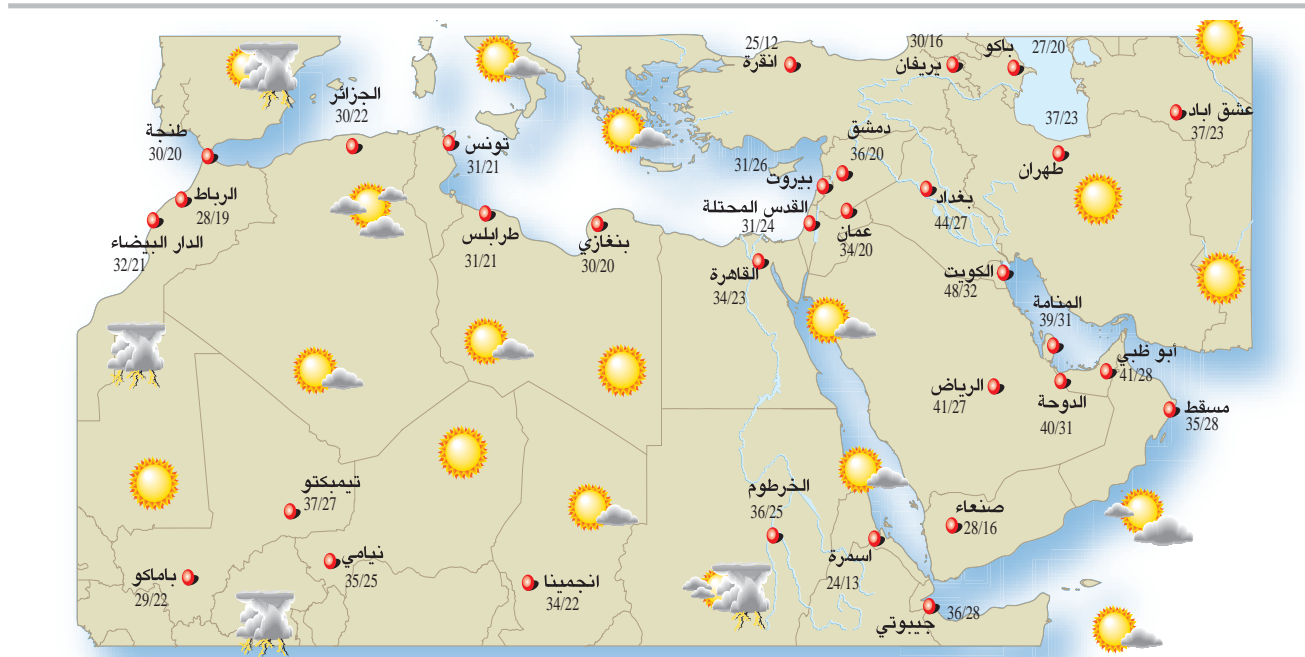 25/12
انقرة
30/16
يريفان
باكو
27/20
عشق اباد
37/23
37/23
طهران
دمشق
36/20
31/26
بيروت
بغداد
44/27
القدس المحتلة
31/24
عمان
34/20
القاهرة
34/23
الكويت
48/32
المنامة
39/31
أبو ظبي
41/28
الدوحة
40/31
الرياض
41/27
مسقط
35/28
صنعاء
28/16
الجزائر
30/22
طنجة
30/20
تونس
31/21
الرباط
28/19
الدار البيضاء
32/21
طرابلس
31/21
بنغازي
30/20
تيمبكتو
37/27
الخرطوم
36/25
اسمرة
24/13
نيامي
35/25
باماكو
29/22
انجمينا
34/22
36/28
جيبوتي